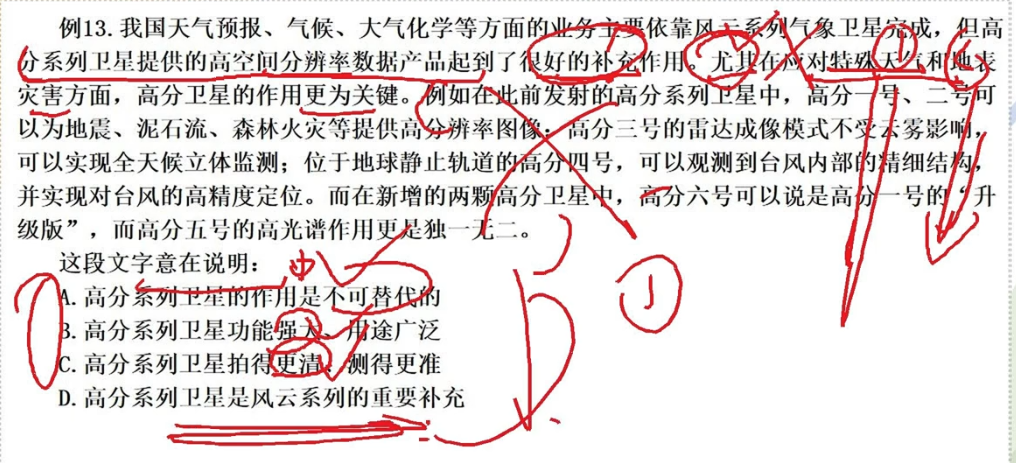 例13.我国天气预报、气候、大气化学等方面的业务主要依靠风云系列气象卫星完成，但高
分系列卫星提供的高空间分辨率数据产品起到了很好的补充作用。尤其在应对特殊天气和地表
灾害方面，高分卫星的作用更为关键。例如在此前发射的高分系列卫星中，高分一号、二号可
以为地震、泥石流、森林火灾等提供高分辨率图像；高分三号的雷达成像模式不受云雾影响，
可以实现全天候立体监测；位于地球静止轨道的高分四号，可以观测到台风内部的精细结构，
并实现对台风的高精度定位。而在新增的两颗高分卫星中，高分六号可以说是高分一号的“升
级版”，而高分五号的高光谱作用更是独一无二。
这段文字意在说明：
A.高分系列卫星的作用是不可替代的
B.高分系列卫星功能强大、用途广泛
C.高分系列卫星拍得更清、测得更准
D.高分系列卫星是风云系列的重要补充